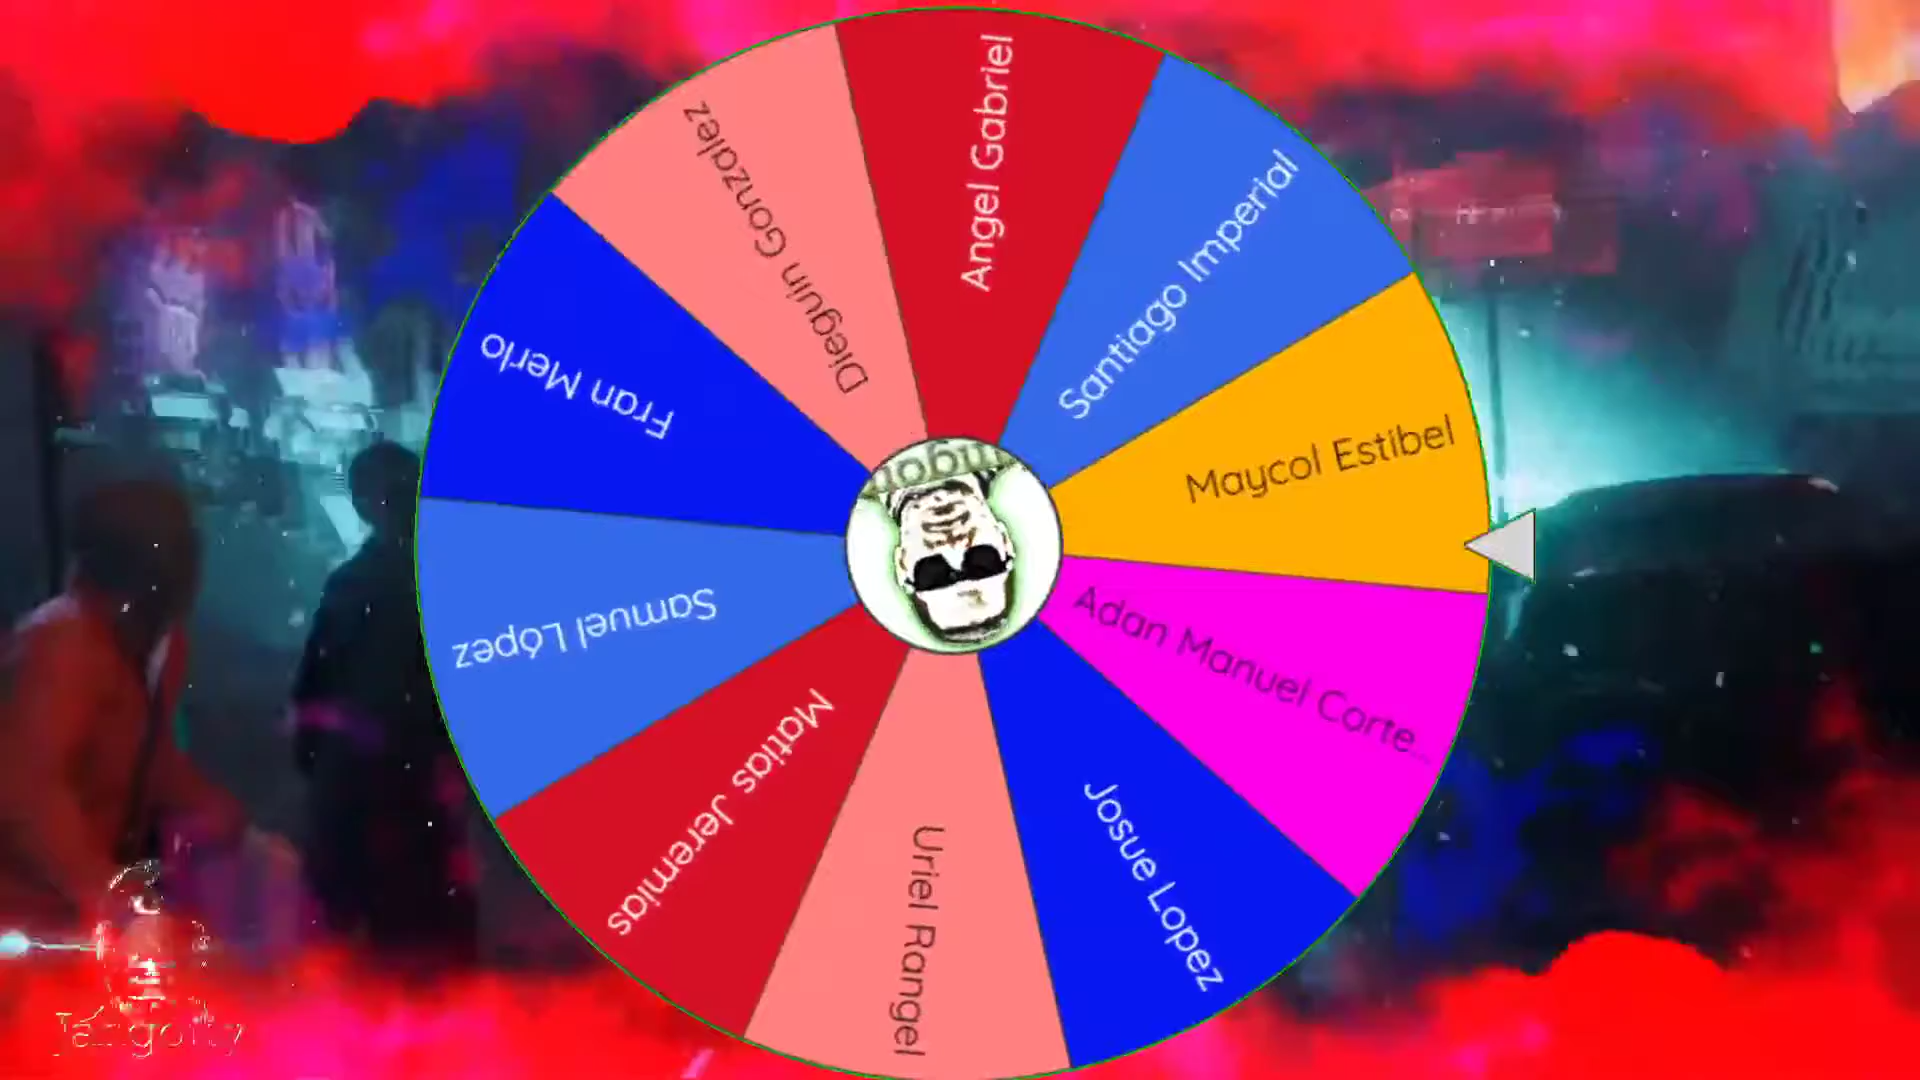 Angel Gabriel
Santiago Imperial
Maycol Estibel
Adan Manuel Corte...
Josue Lopez
Uriel Rangel
Matias Jeremias
Samuel López
Fran Merlo
Dieguin Gonzalez